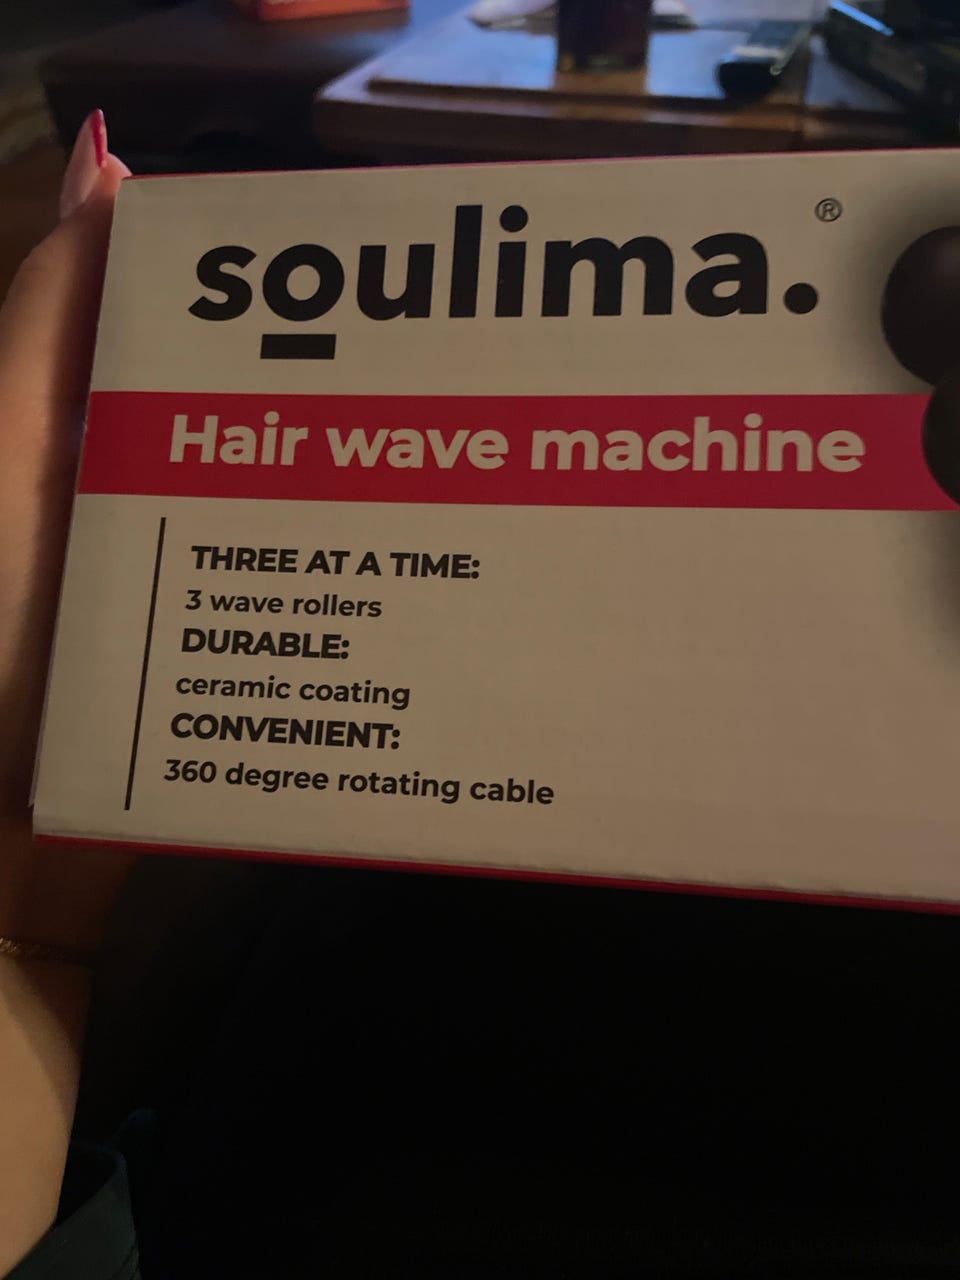 soulima.®
Hair wave machine
THREE AT A TIME:
3 wave rollers
DURABLE:
ceramic coating
CONVENIENT:
360 degree rotating cable